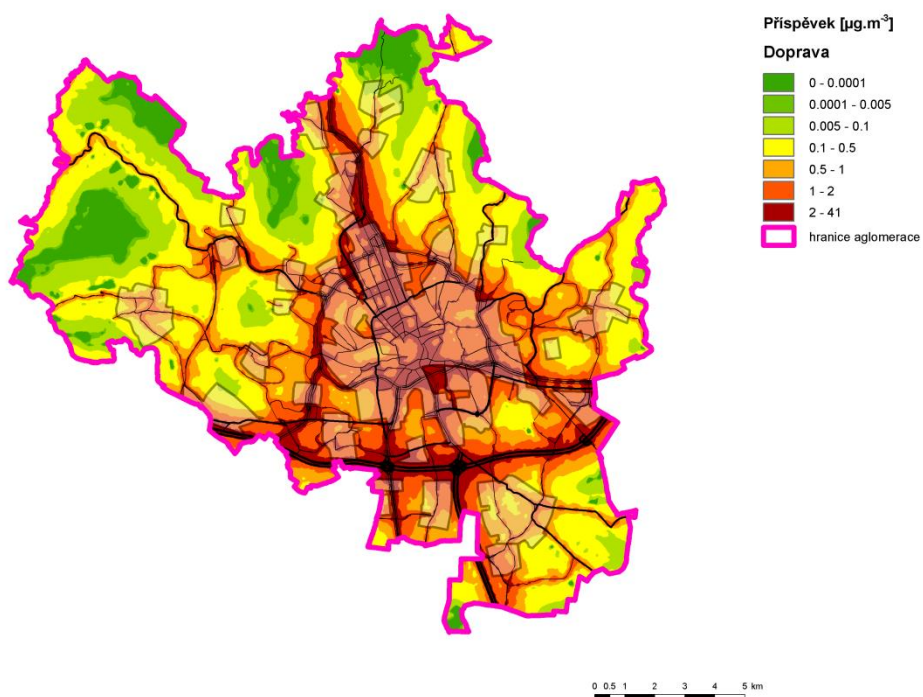 Příspěvek [µg.m-3]
Doprava
0 - 0.0001
0.0001 - 0.005
0.005 - 0.1
0.1 - 0.5
0.5 - 1
1 - 2
2 - 41
hranice aglomerace
0 0.5 1 2 3 4 5 km